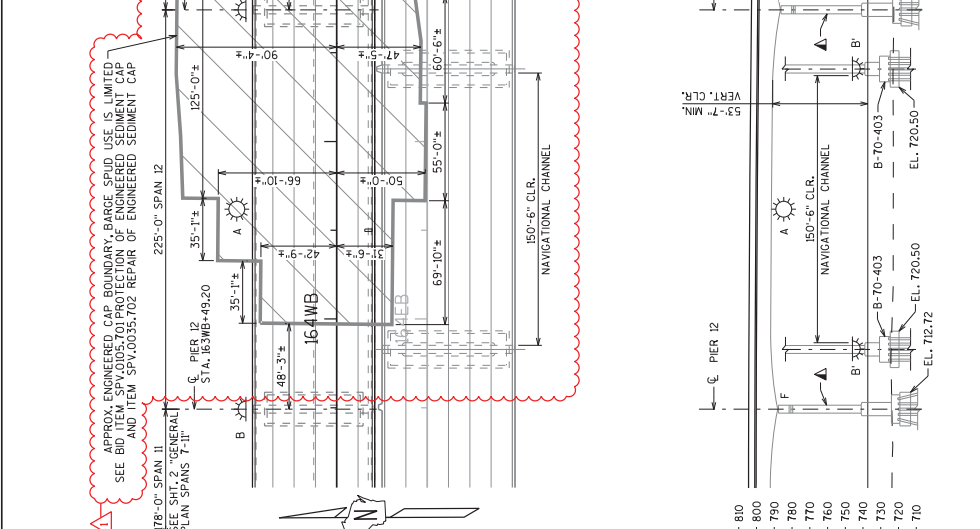 APPROX. ENGINEERED CAP BOUNDARY, BARGE SPUD USE IS LIMITED
SEE BID ITEM SPV.0105.701 PROTECTION OF ENGINEERED SEDIMENT CAP
AND ITEM SPV.0035.702 REPAIR OF ENGINEERED SEDIMENT CAP
1
225'-0" SPAN 12
178'-0" SPAN 11
SEE SHT. 2 "GENERAL
PLAN SPANS 7-11"
℄ PIER 12
STA. 163WB+49.20
125'-0"±
35'-1"±
35'-1"±
48'-3"±
90'-4"±
47'-5"±
66'-10"±
50'-0"±
42'-9"±
31'-6"±
60'-6"±
55'-0"±
69'-10"±
A
B
164WB
164EB
N
150'-6" CLR.
NAVIGATIONAL CHANNEL
53'-7" MIN.
VERT. CLR.
B'
B-70-403
EL. 720.50
A
150'-6" CLR.
NAVIGATIONAL CHANNEL
B-70-403
EL. 720.50
B'
℄ PIER 12
F
EL. 712.72
810
800
790
780
770
760
750
740
730
720
710